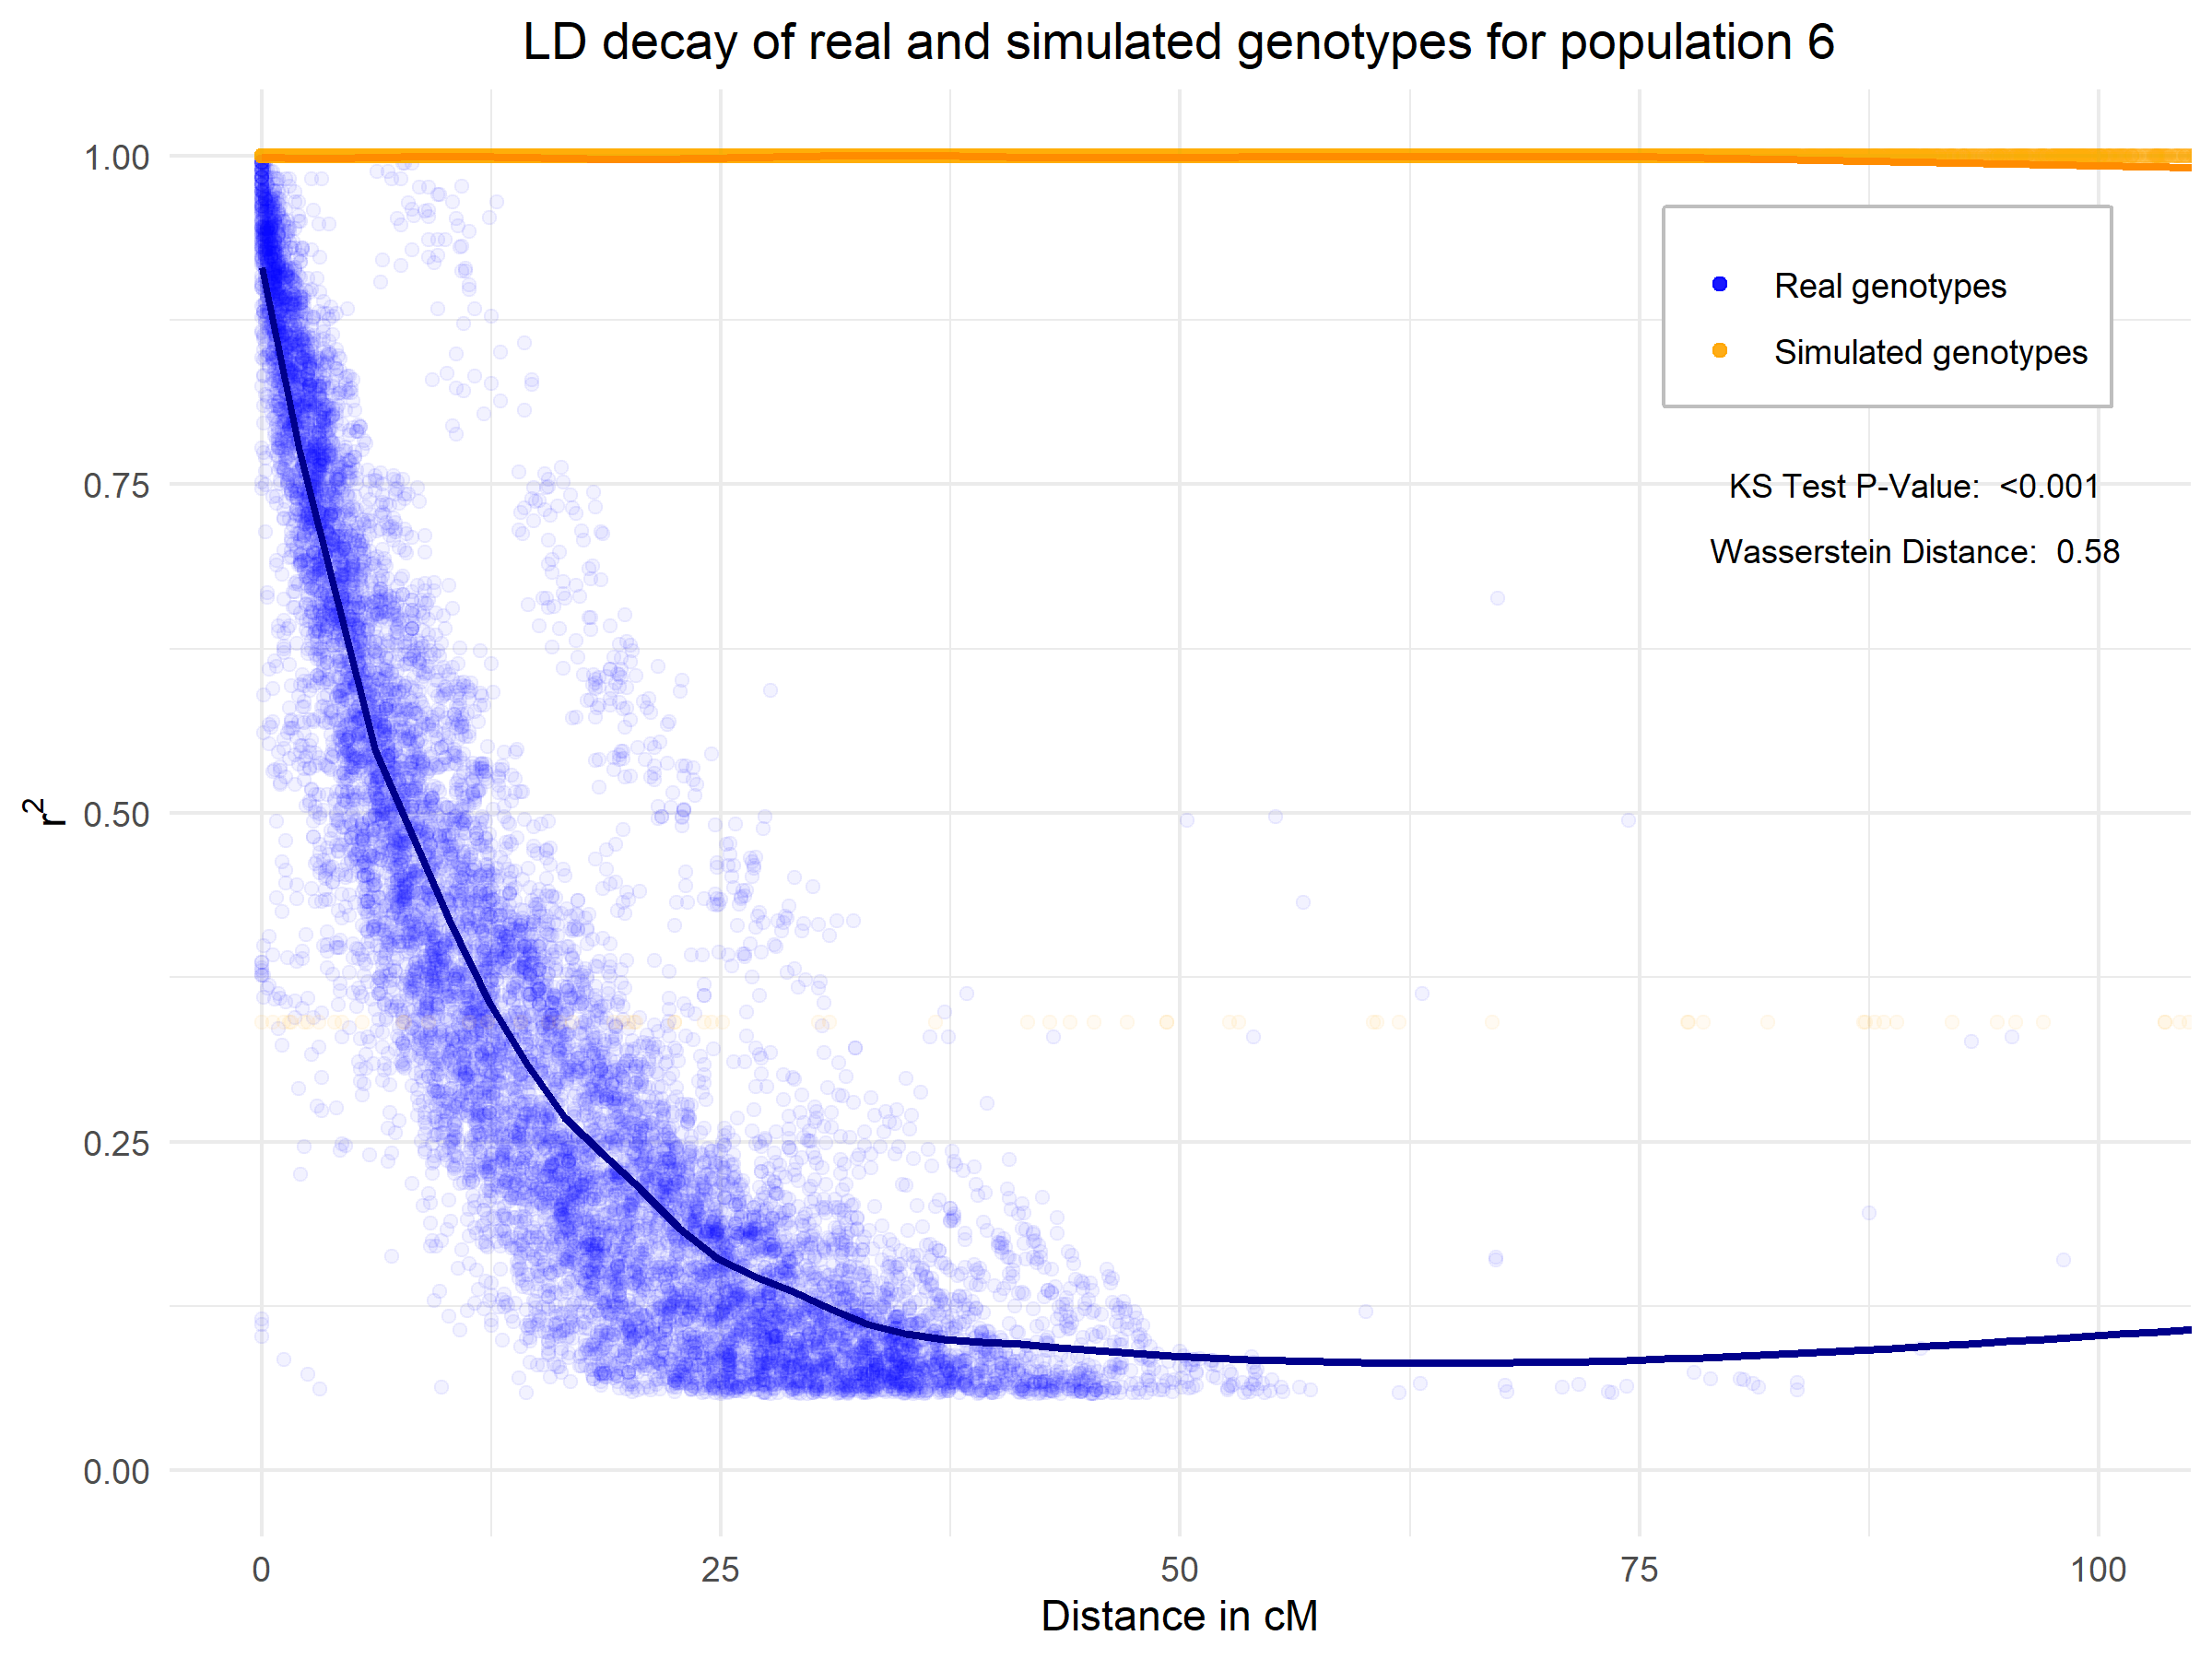 LD decay of real and simulated genotypes for population 6
1.00
0.75
0.50
0.25
0.00
r²
Real genotypes
Simulated genotypes
KS Test P-Value:  <0.001
Wasserstein Distance:  0.58
0 25 50 75 100
Distance in cM